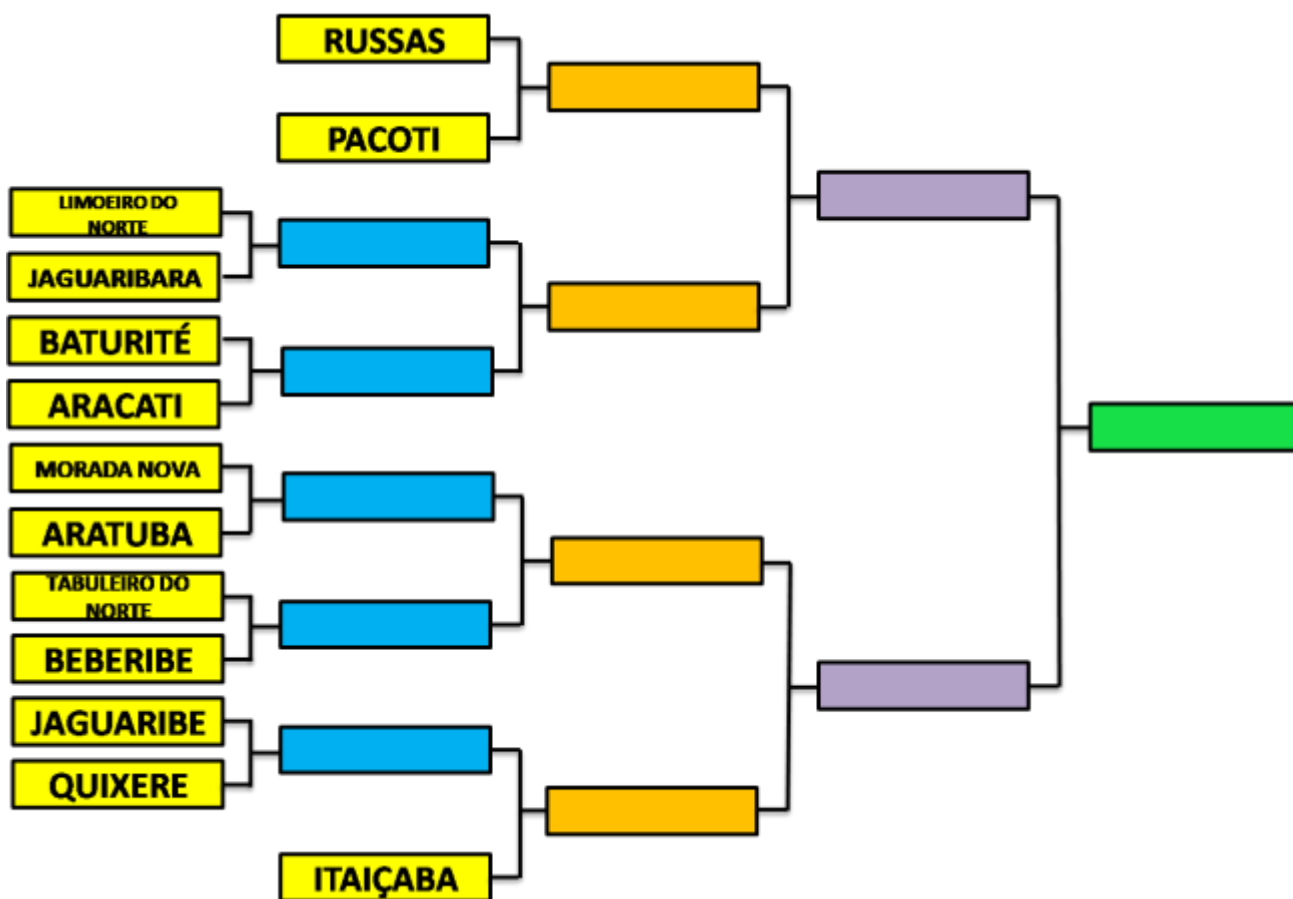 RUSSAS
PACOTI
LIMOEIRO DO
NORTE
JAGUARIBARA
BATURITÉ
ARACATI
MORADA NOVA
ARATUBA
TABULEIRO DO
NORTE
BEBERIBE
JAGUARIBE
QUIXERE
ITAIÇABA